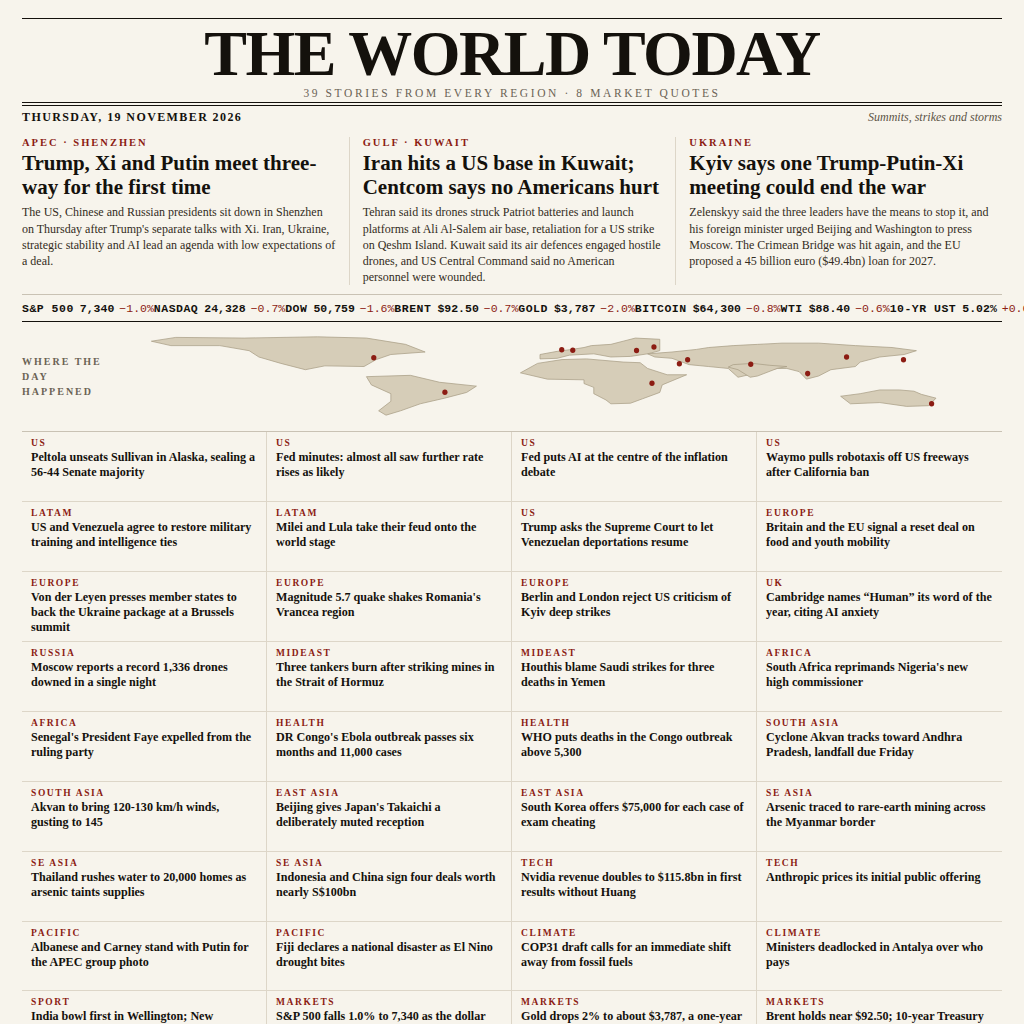 THE WORLD TODAY
39 STORIES FROM EVERY REGION · 8 MARKET QUOTES
THURSDAY, 19 NOVEMBER 2026
Summits, strikes and storms
APEC · SHENZHEN
Trump, Xi and Putin meet three-
way for the first time
The US, Chinese and Russian presidents sit down in Shenzhen
on Thursday after Trump's separate talks with Xi. Iran, Ukraine,
strategic stability and AI lead an agenda with low expectations of
a deal.
GULF · KUWAIT
Iran hits a US base in Kuwait;
Centcom says no Americans hurt
Tehran said its drones struck Patriot batteries and launch
platforms at Ali Al-Salem air base, retaliation for a US strike
on Qeshm Island. Kuwait said its air defences engaged hostile
drones, and US Central Command said no American
personnel were wounded.
UKRAINE
Kyiv says one Trump-Putin-Xi
meeting could end the war
Zelenskyy said the three leaders have the means to stop it, and
his foreign minister urged Beijing and Washington to press
Moscow. The Crimean Bridge was hit again, and the EU
proposed a 45 billion euro ($49.4bn) loan for 2027.
S&P 500 7,340 −1.0%NASDAQ 24,328 −0.7%DOW 50,759 −1.6%BRENT $92.50 −0.7%GOLD $3,787 −2.0%BITCOIN $64,300 −0.8%WTI $88.40 −0.6%10-YR UST 5.02% +0.
WHERE THE
DAY
HAPPENED
US
Peltola unseats Sullivan in Alaska, sealing a
56-44 Senate majority
US
Fed minutes: almost all saw further rate
rises as likely
US
Fed puts AI at the centre of the inflation
debate
US
Waymo pulls robotaxis off US freeways
after California ban
LATAM
US and Venezuela agree to restore military
training and intelligence ties
LATAM
Milei and Lula take their feud onto the
world stage
US
Trump asks the Supreme Court to let
Venezuelan deportations resume
EUROPE
Britain and the EU signal a reset deal on
food and youth mobility
EUROPE
Von der Leyen presses member states to
back the Ukraine package at a Brussels
summit
EUROPE
Magnitude 5.7 quake shakes Romania's
Vrancea region
EUROPE
Berlin and London reject US criticism of
Kyiv deep strikes
UK
Cambridge names “Human” its word of the
year, citing AI anxiety
RUSSIA
Moscow reports a record 1,336 drones
downed in a single night
MIDEAST
Three tankers burn after striking mines in
the Strait of Hormuz
MIDEAST
Houthis blame Saudi strikes for three
deaths in Yemen
AFRICA
South Africa reprimands Nigeria's new
high commissioner
AFRICA
Senegal's President Faye expelled from the
ruling party
HEALTH
DR Congo's Ebola outbreak passes six
months and 11,000 cases
HEALTH
WHO puts deaths in the Congo outbreak
above 5,300
SOUTH ASIA
Cyclone Akvan tracks toward Andhra
Pradesh, landfall due Friday
SOUTH ASIA
Akvan to bring 120-130 km/h winds,
gusting to 145
EAST ASIA
Beijing gives Japan's Takaichi a
deliberately muted reception
EAST ASIA
South Korea offers $75,000 for each case of
exam cheating
SE ASIA
Arsenic traced to rare-earth mining across
the Myanmar border
SE ASIA
Thailand rushes water to 20,000 homes as
arsenic taints supplies
SE ASIA
Indonesia and China sign four deals worth
nearly S$100bn
TECH
Nvidia revenue doubles to $115.8bn in first
results without Huang
TECH
Anthropic prices its initial public offering
PACIFIC
Albanese and Carney stand with Putin for
the APEC group photo
PACIFIC
Fiji declares a national disaster as El Nino
drought bites
CLIMATE
COP31 draft calls for an immediate shift
away from fossil fuels
CLIMATE
Ministers deadlocked in Antalya over who
pays
SPORT
India bowl first in Wellington; New
MARKETS
S&P 500 falls 1.0% to 7,340 as the dollar
MARKETS
Gold drops 2% to about $3,787, a one-year
MARKETS
Brent holds near $92.50; 10-year Treasury